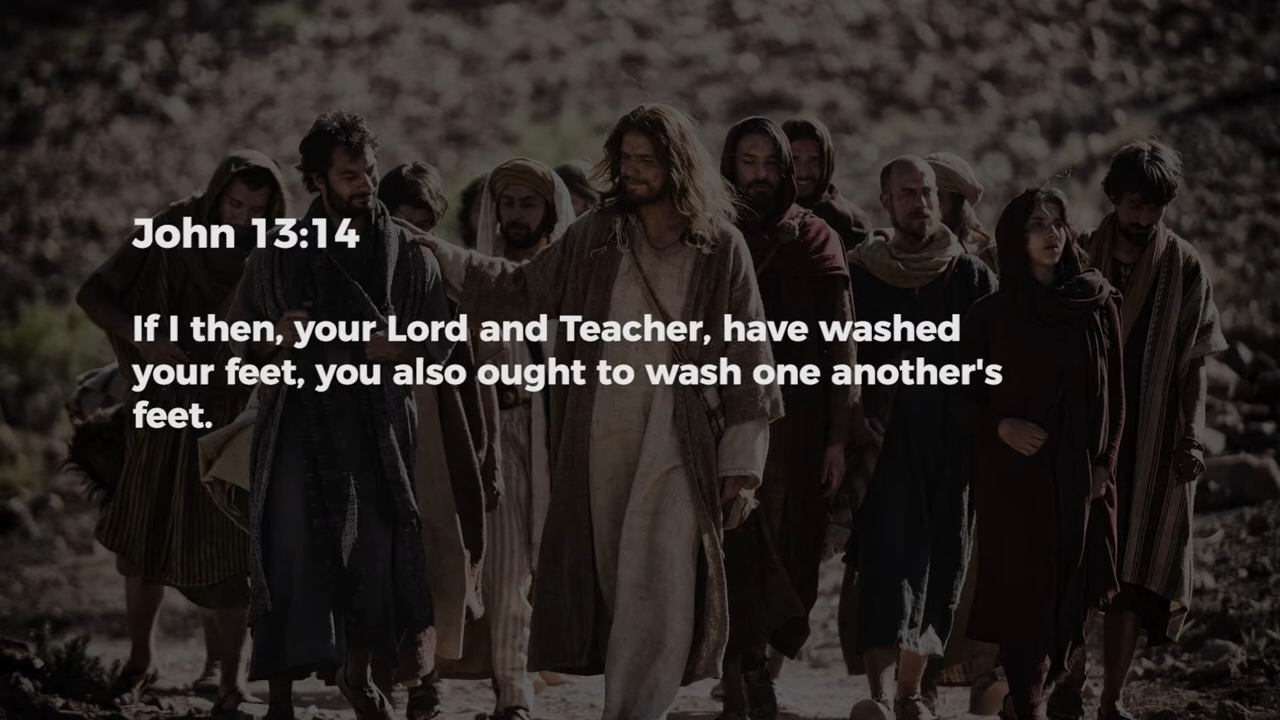 John 13:14
If I then, your Lord and Teacher, have washed
your feet, you also ought to wash one another's
feet.